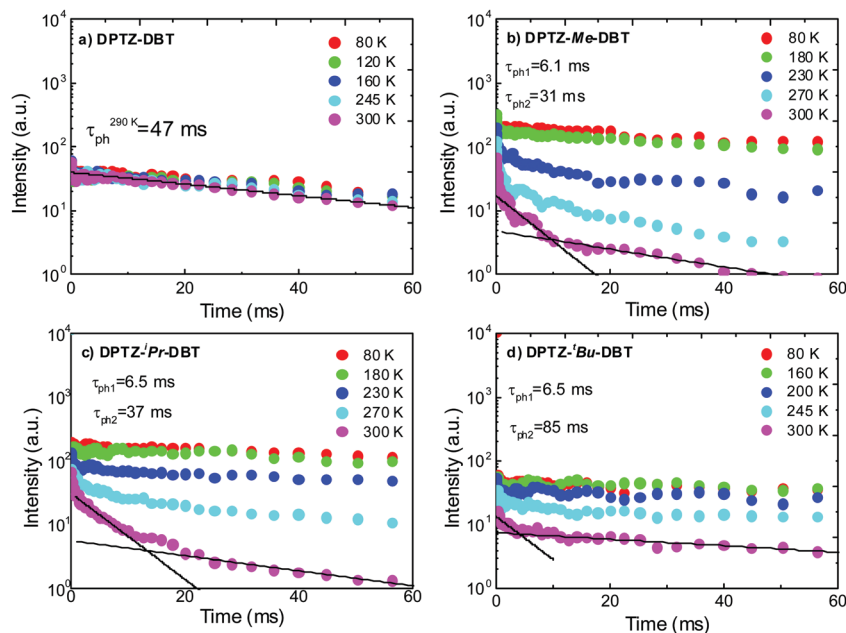 a) DPTZ-DBT
80 K
120 K
160 K
245 K
300 K
τph290 K=47 ms
Intensity (a.u.)
10⁴
10³
10²
10¹
10⁰
0
20
40
60
Time (ms)
b) DPTZ-Me-DBT
80 K
180 K
230 K
270 K
300 K
τph1=6.1 ms
τph2=31 ms
Intensity (a.u.)
10⁴
10³
10²
10¹
10⁰
0
20
40
60
Time (ms)
c) DPTZ-ⁱPr-DBT
80 K
180 K
230 K
270 K
300 K
τph1=6.5 ms
τph2=37 ms
Intensity (a.u.)
10⁴
10³
10²
10¹
10⁰
0
20
40
60
Time (ms)
d) DPTZ-ᵗBu-DBT
80 K
160 K
200 K
245 K
300 K
τph1=6.5 ms
τph2=85 ms
Intensity (a.u.)
10⁴
10³
10²
10¹
10⁰
0
20
40
60
Time (ms)